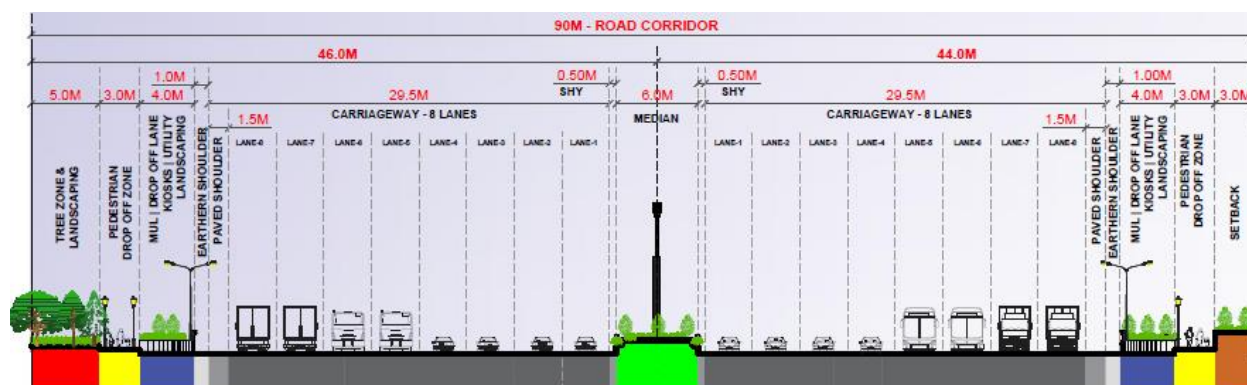 90M - ROAD CORRIDOR
46.0M
44.0M
1.0M
0.50M
0.50M
1.00M
5.0M
3.0M
4.0M
29.5M
SHY
6.0M
SHY
29.5M
4.0M
3.0M
3.0M
1.5M
CARRIAGEWAY - 8 LANES
MEDIAN
CARRIAGEWAY - 8 LANES
1.5M
LANE-8
LANE-7
LANE-6
LANE-5
LANE-4
LANE-3
LANE-2
LANE-1
LANE-1
LANE-2
LANE-3
LANE-4
LANE-5
LANE-6
LANE-7
LANE-8
TREE ZONE &
LANDSCAPING
PEDESTRIAN
DROP OFF ZONE
MUL | DROP OFF LANE
KIOSKS | UTILITY
LANDSCAPING
EARTHERN SHOULDER
PAVED SHOULDER
PAVED SHOULDER
EARTHERN SHOULDER
MUL | DROP OFF LANE
KIOSKS | UTILITY
LANDSCAPING
PEDESTRIAN
DROP OFF ZONE
SETBACK